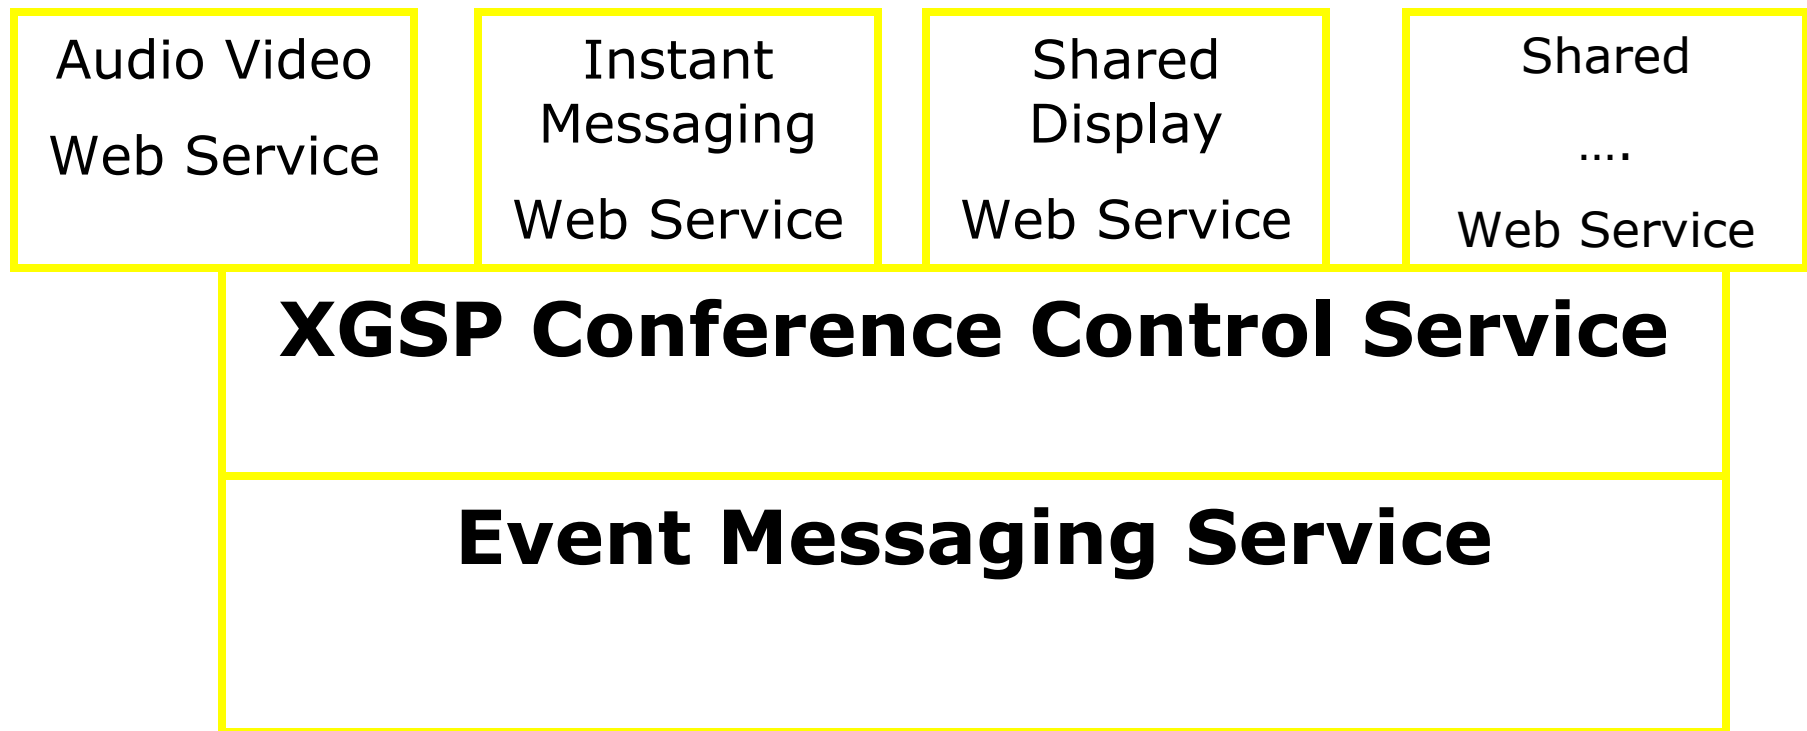 Audio Video
Web Service
Instant
Messaging
Web Service
Shared
Display
Web Service
Shared
….
Web Service
XGSP Conference Control Service
Event Messaging Service